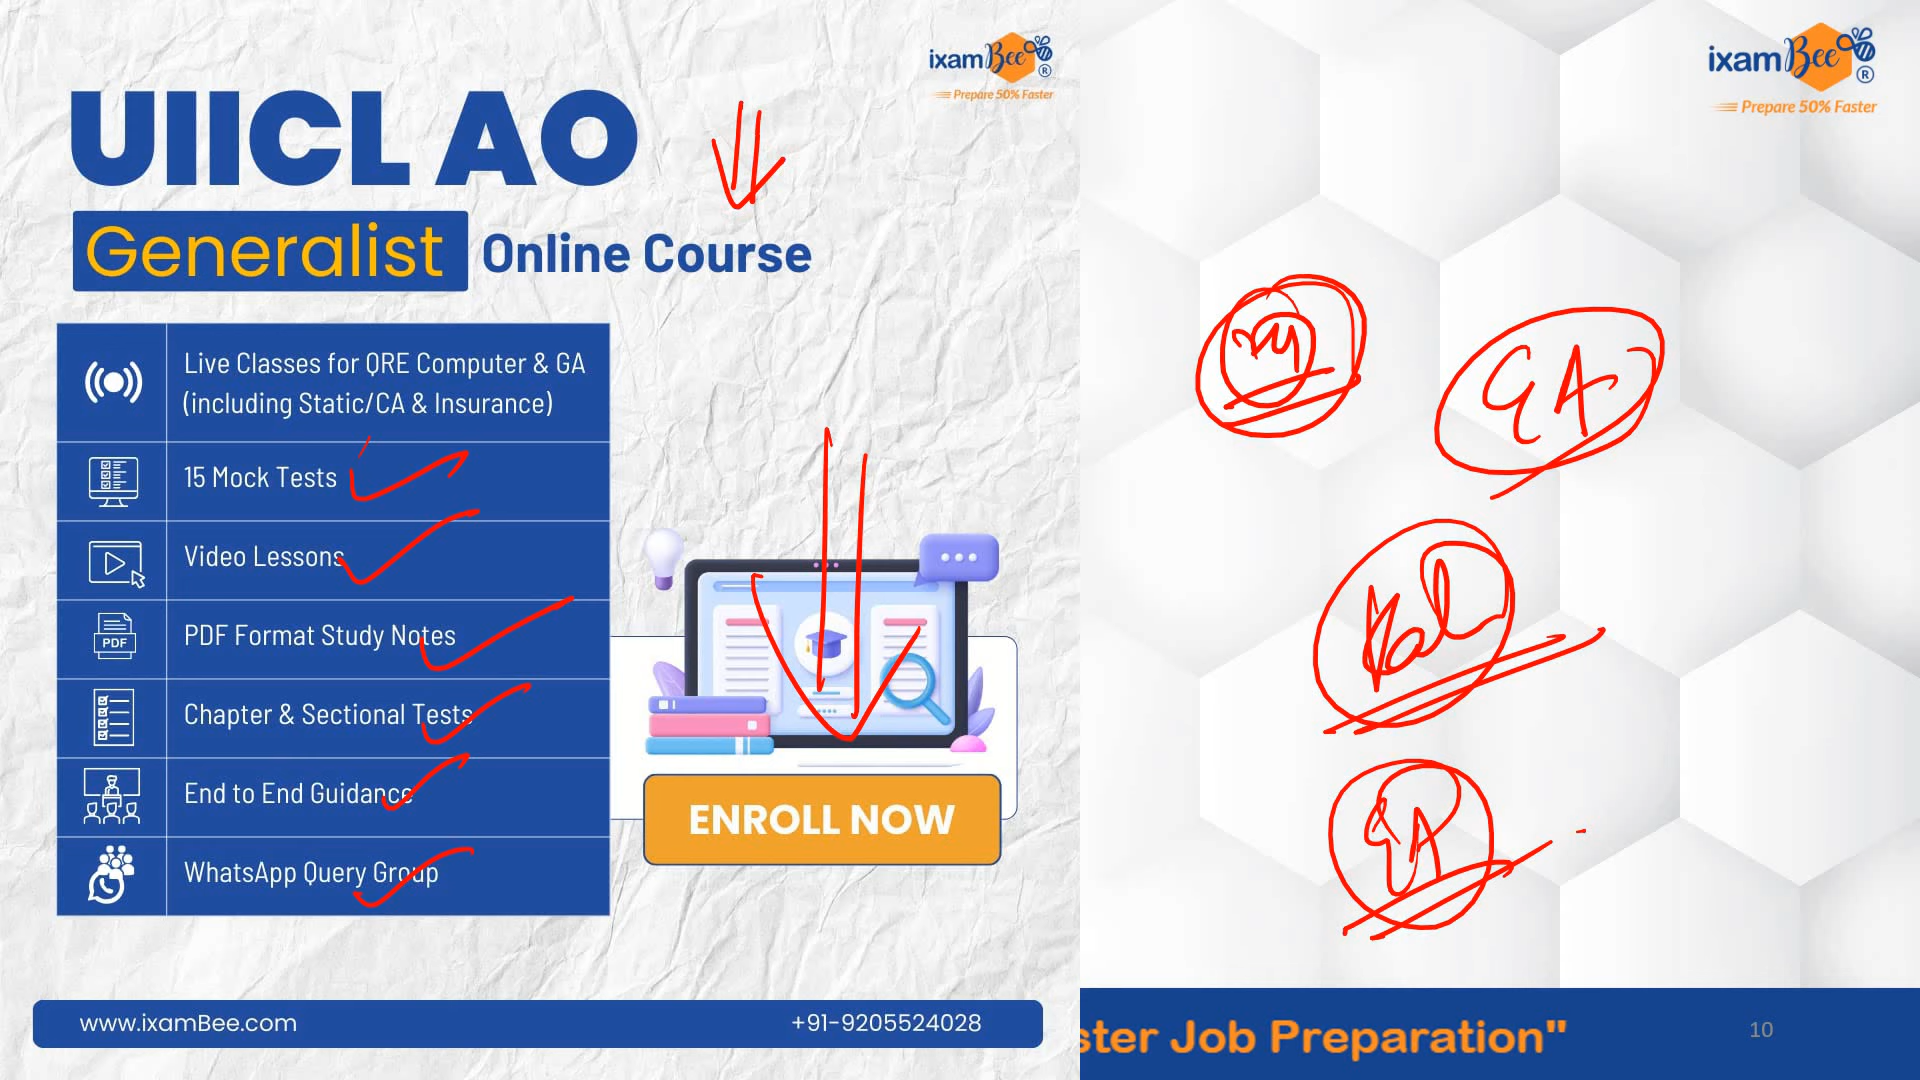 ixamBee®
Prepare 50% Faster
ixamBee®
Prepare 50% Faster
UIICL AO
Generalist Online Course
Live Classes for QRE Computer & GA
(including Static/CA & Insurance)
15 Mock Tests
Video Lessons
PDF
PDF Format Study Notes
Chapter & Sectional Tests
End to End Guidance
WhatsApp Query Group
ENROLL NOW
GA
www.ixamBee.com
+91-9205524028
ster Job Preparation"
10